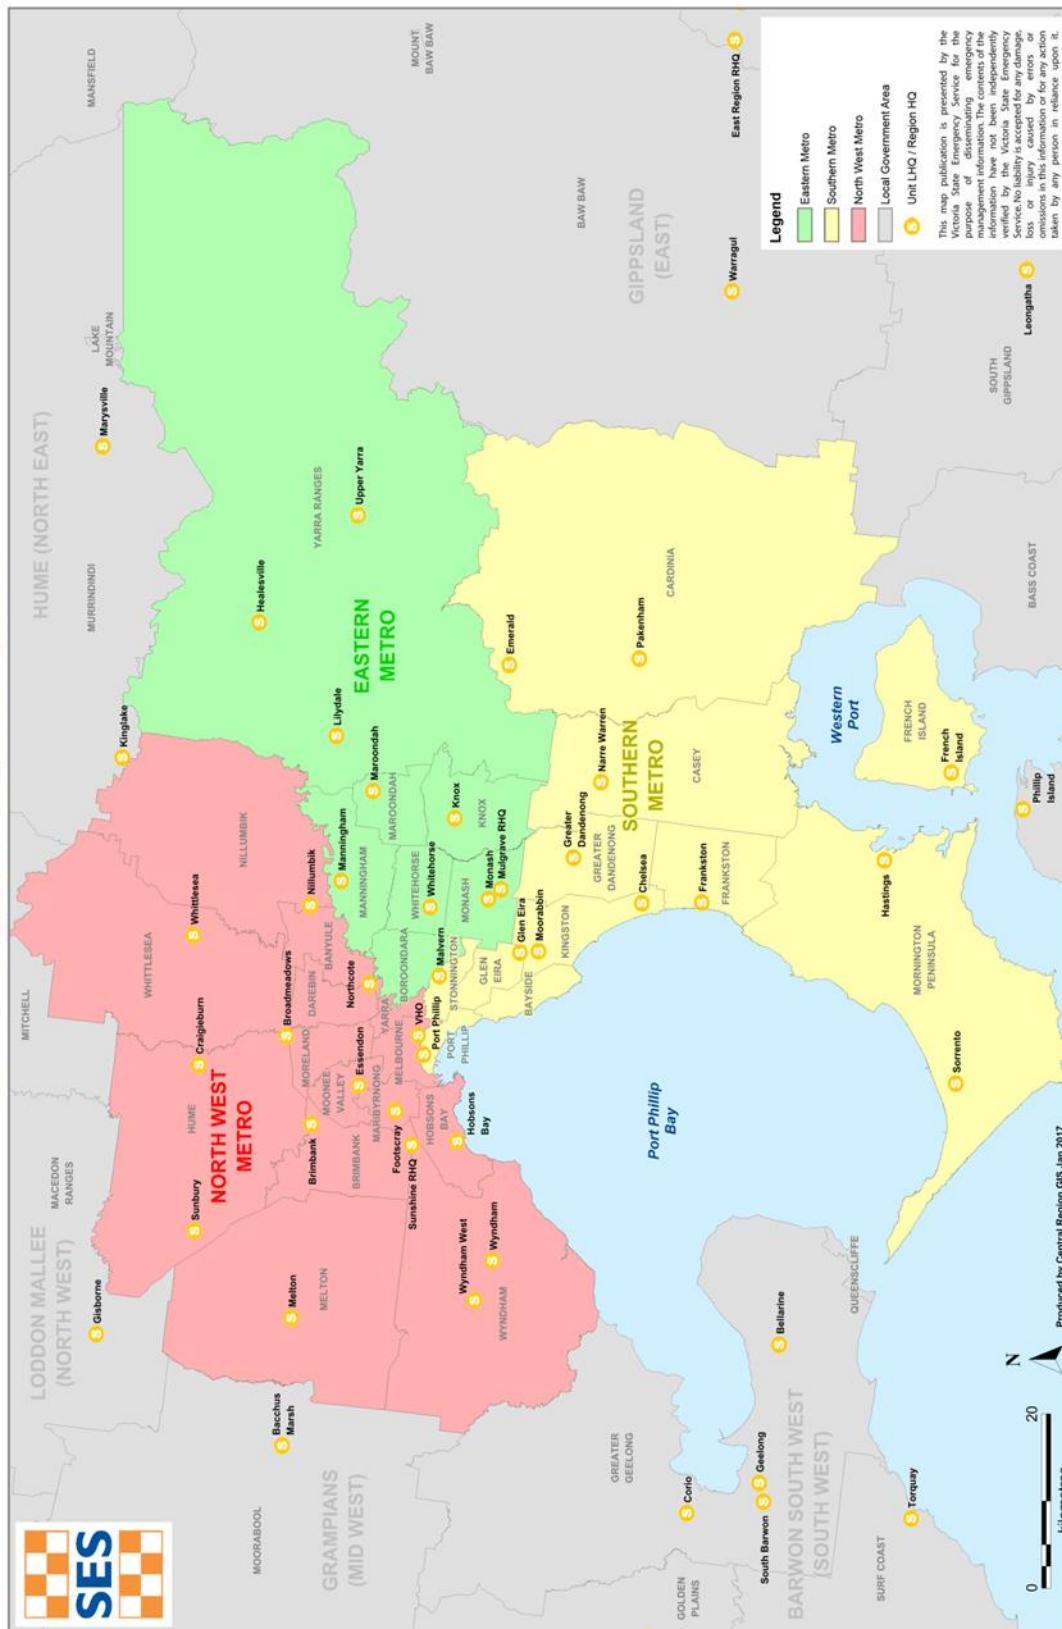 SES
LODDON MALLEE
(NORTH WEST)
MACEDON
RANGES
MITCHELL
HUME (NORTH EAST)
MURRINDINDI
LAKE
MOUNTAIN
MANSFIELD
MOUNT
BAW BAW
Gisborne
Kinglake
Marysville
Sunbury
HUME
Craigieburn
WHITTLESEA
Whittlesea
NILLUMBIK
NORTH WEST
METRO
Healesville
MOORABOOL
Bacchus
Marsh
Melton
MELTON
Brimbank
Broadmeadows
MORELAND
DAREBIN
BANYULE
Nillumbik
Manningham
MANNINGHAM
Lilydale
YARRA RANGES
Upper Yarra
EASTERN
METRO
GRAMPIANS
(MID WEST)
BRIMBANK
MOONEE
VALLEY
Essendon
Northcote
Maroondah
MAROONDAH
MARIBYRNONG
Footscray
Sunshine RHQ
MELBOURNE
YARRA
BOROONDARA
WHITEHORSE
Whitehorse
Knox
KNOX
HOBSONS
BAY
Hobsons
Bay
VHO
Port Phillip
PORT
PHILLIP
Malvern
STONNINGTON
MONASH
Monash
Mulgrave RHQ
Wyndham West
Wyndham
WYNDHAM
GLEN
EIRA
Glen Eira
Moorabbin
BAYSIDE
KINGSTON
Emerald
Greater
Dandenong
GREATER
DANDENONG
Narre Warren
SOUTHERN
METRO
CARDINIA
Pakenham
CASEY
Chelsea
Frankston
FRANKSTON
BAW BAW
GIPPSLAND
(EAST)
Warragul
East Region RHQ
GREATER
GEELONG
Corio
GOLDEN
PLAINS
Port Phillip
Bay
South Barwon
Geelong
Bellarine
BARWON SOUTH WEST
(SOUTH WEST)
QUEENSCLIFFE
SURF COAST
Torquay
Sorrento
MORNINGTON
PENINSULA
Hastings
Western
Port
FRENCH
ISLAND
French
Island
Phillip
Island
BASS COAST
SOUTH
GIPPSLAND
Leongatha
Legend
Eastern Metro
Southern Metro
North West Metro
Local Government Area
Unit LHQ / Region HQ
This map publication is presented by the
Victoria State Emergency Service for the
purpose of disseminating emergency
management information. The contents of the
information have not been independently
verified by the Victoria State Emergency
Service. No liability is accepted for any damage,
loss or injury caused by errors or
omissions in this information or for any action
taken by any person in reliance upon it.
N
0 20
kilometres
Produced by Central Region GIS Jan 2017